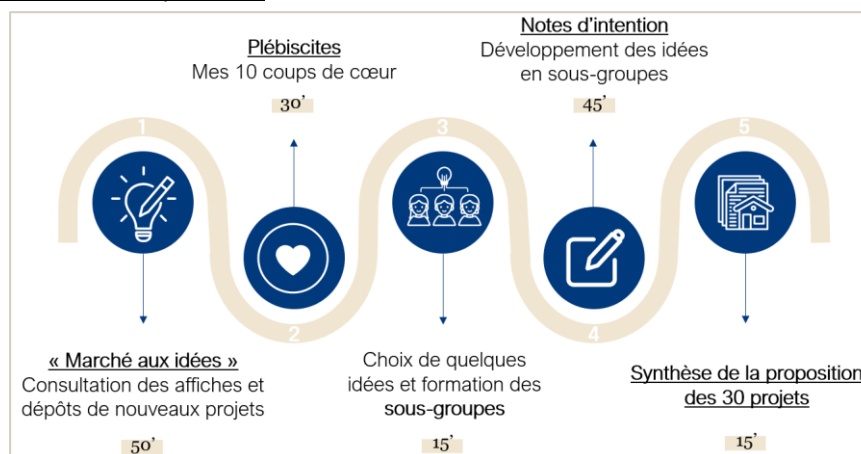 1
« Marché aux idées »
Consultation des affiches et
dépôts de nouveaux projets
50’
Plébiscites
Mes 10 coups de cœur
30’
2
3
Choix de quelques
idées et formation des
sous-groupes
15’
Notes d’intention
Développement des idées
en sous-groupes
45’
4
5
Synthèse de la proposition
des 30 projets
15’